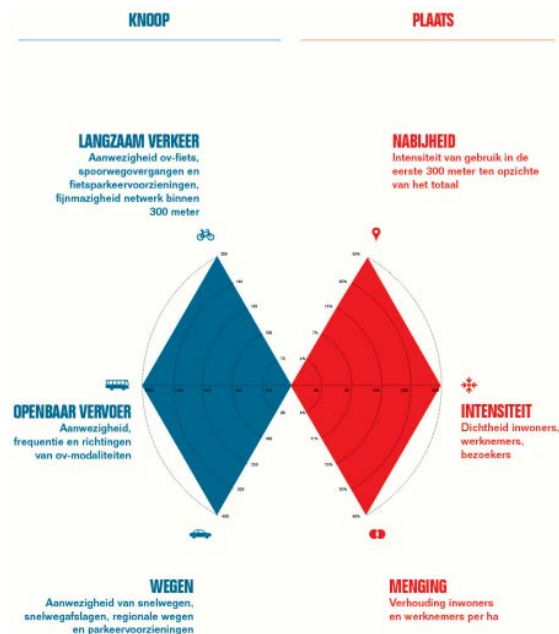 KNOOP
PLAATS
LANGZAAM VERKEER
Aanwezigheid ov-fiets,
spoorwegovergangen en
fietsparkeervoorzieningen,
fijnmazigheid netwerk binnen
300 meter
NABIJHEID
Intensiteit van gebruik in de
eerste 300 meter ten opzichte
van het totaal
OPENBAAR VERVOER
Aanwezigheid,
frequentie en richtingen
van ov-modaliteiten
INTENSITEIT
Dichtheid inwoners,
werknemers,
bezoekers
WEGEN
Aanwezigheid van snelwegen,
snelwegafslagen, regionale wegen
en parkeervoorzieningen
MENGING
Verhouding inwoners
en werknemers per ha